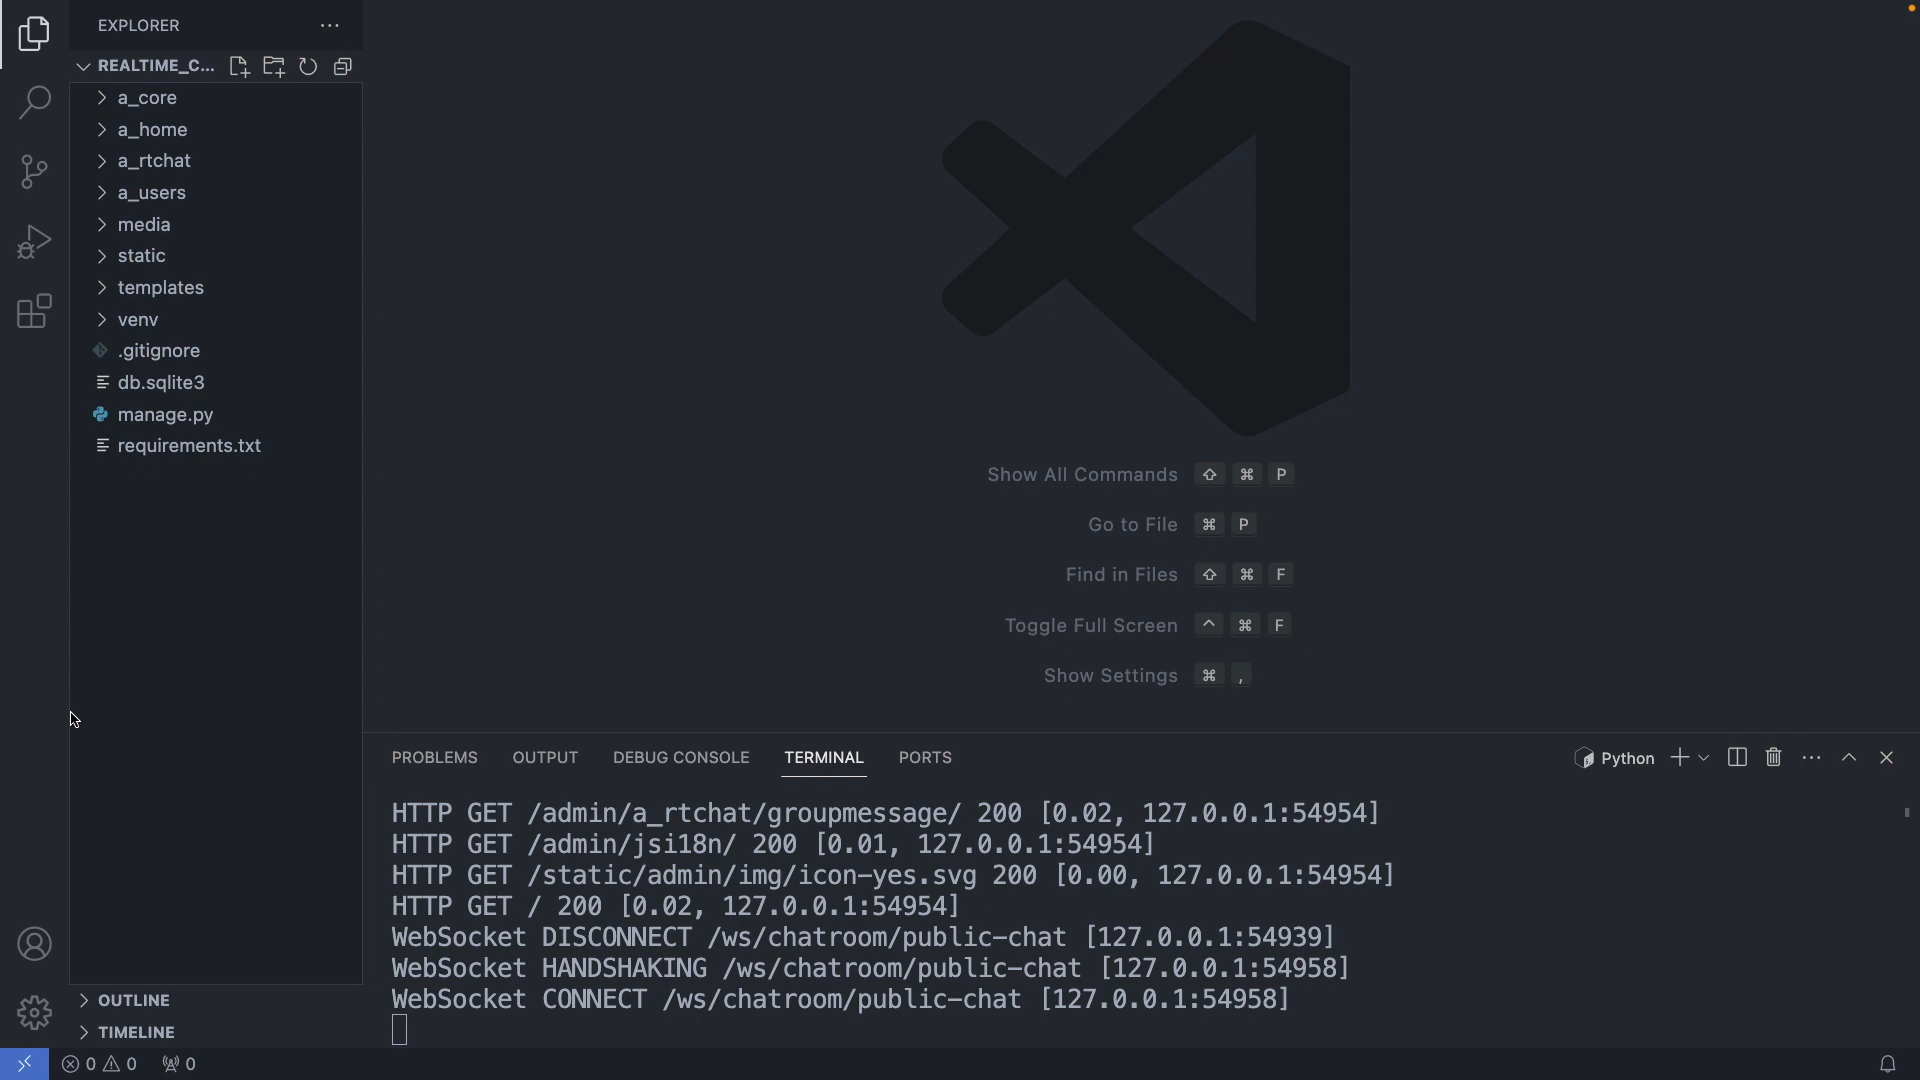 EXPLORER
REALTIME_C...
a_core
a_home
a_rtchat
a_users
media
static
templates
venv
.gitignore
db.sqlite3
manage.py
requirements.txt
OUTLINE
TIMELINE
Show All Commands ⇧ ⌘ P
Go to File ⌘ P
Find in Files ⇧ ⌘ F
Toggle Full Screen ^ ⌘ F
Show Settings ⌘ ,
PROBLEMS OUTPUT DEBUG CONSOLE TERMINAL PORTS
Python
HTTP GET /admin/a_rtchat/groupmessage/ 200 [0.02, 127.0.0.1:54954]
HTTP GET /admin/jsi18n/ 200 [0.01, 127.0.0.1:54954]
HTTP GET /static/admin/img/icon-yes.svg 200 [0.00, 127.0.0.1:54954]
HTTP GET / 200 [0.02, 127.0.0.1:54954]
WebSocket DISCONNECT /ws/chatroom/public-chat [127.0.0.1:54939]
WebSocket HANDSHAKING /ws/chatroom/public-chat [127.0.0.1:54958]
WebSocket CONNECT /ws/chatroom/public-chat [127.0.0.1:54958]
0 0 0